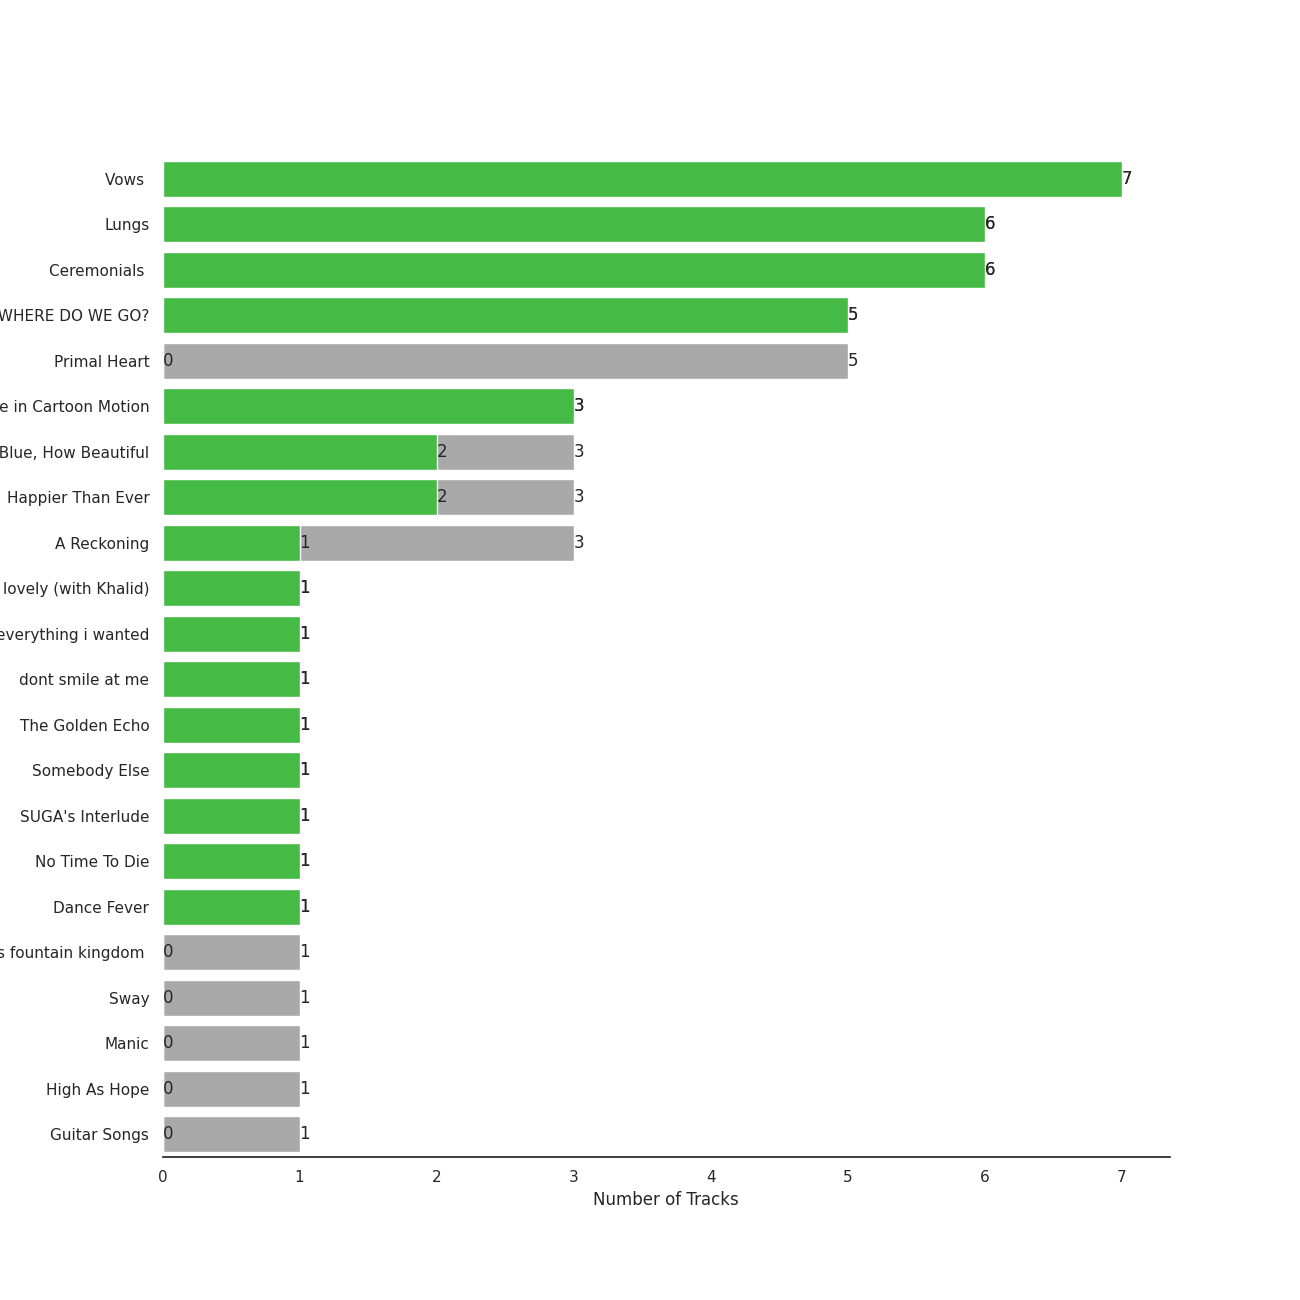 Vows 7
Lungs 6
Ceremonials 6
WHERE DO WE GO? 5
Primal Heart 0 5
e in Cartoon Motion 3
Blue, How Beautiful 2 3
Happier Than Ever 2 3
A Reckoning 1 3
lovely (with Khalid) 1
everything i wanted 1
dont smile at me 1
The Golden Echo 1
Somebody Else 1
SUGA's Interlude 1
No Time To Die 1
Dance Fever 1
s fountain kingdom 0 1
Sway 0 1
Manic 0 1
High As Hope 0 1
Guitar Songs 0 1
0 1 2 3 4 5 6 7
Number of Tracks